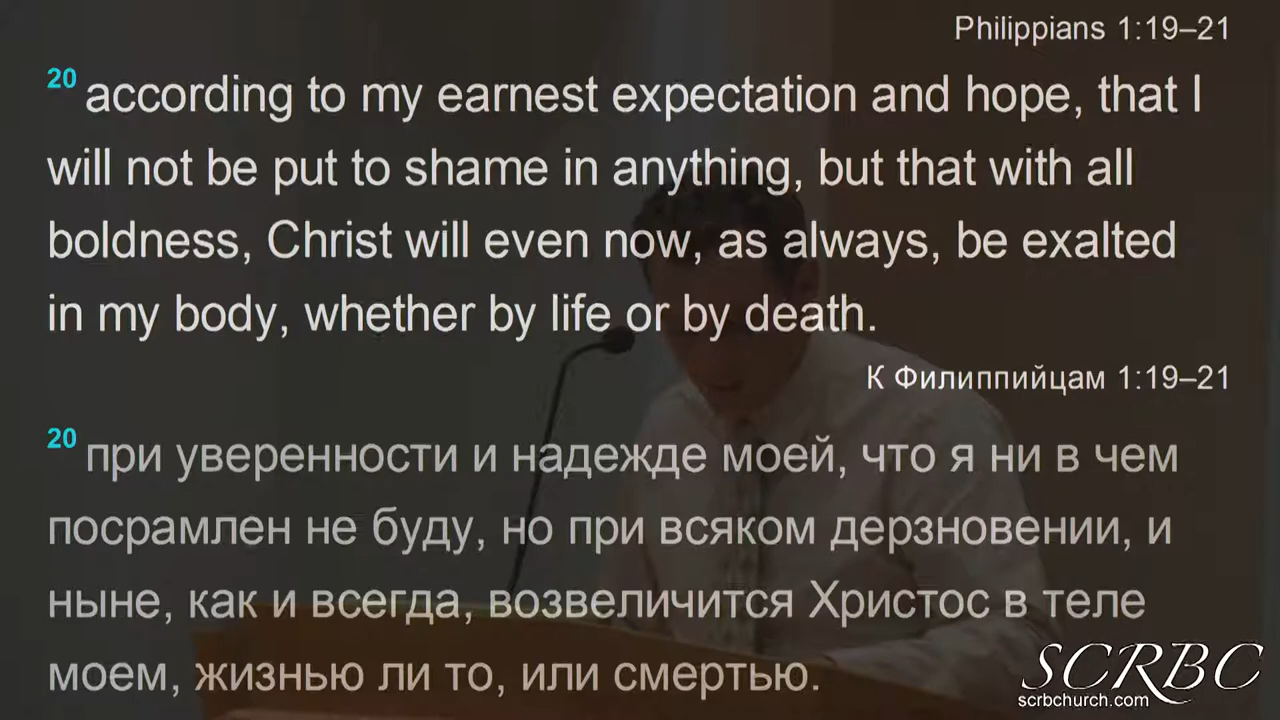 Philippians 1:19–21
20 according to my earnest expectation and hope, that I
will not be put to shame in anything, but that with all
boldness, Christ will even now, as always, be exalted
in my body, whether by life or by death.
К Филиппийцам 1:19–21
20 при уверенности и надежде моей, что я ни в чем
посрамлен не буду, но при всяком дерзновении, и
ныне, как и всегда, возвеличится Христос в теле
моем, жизнью ли то, или смертью.
SCRBC
scrbchurch.com